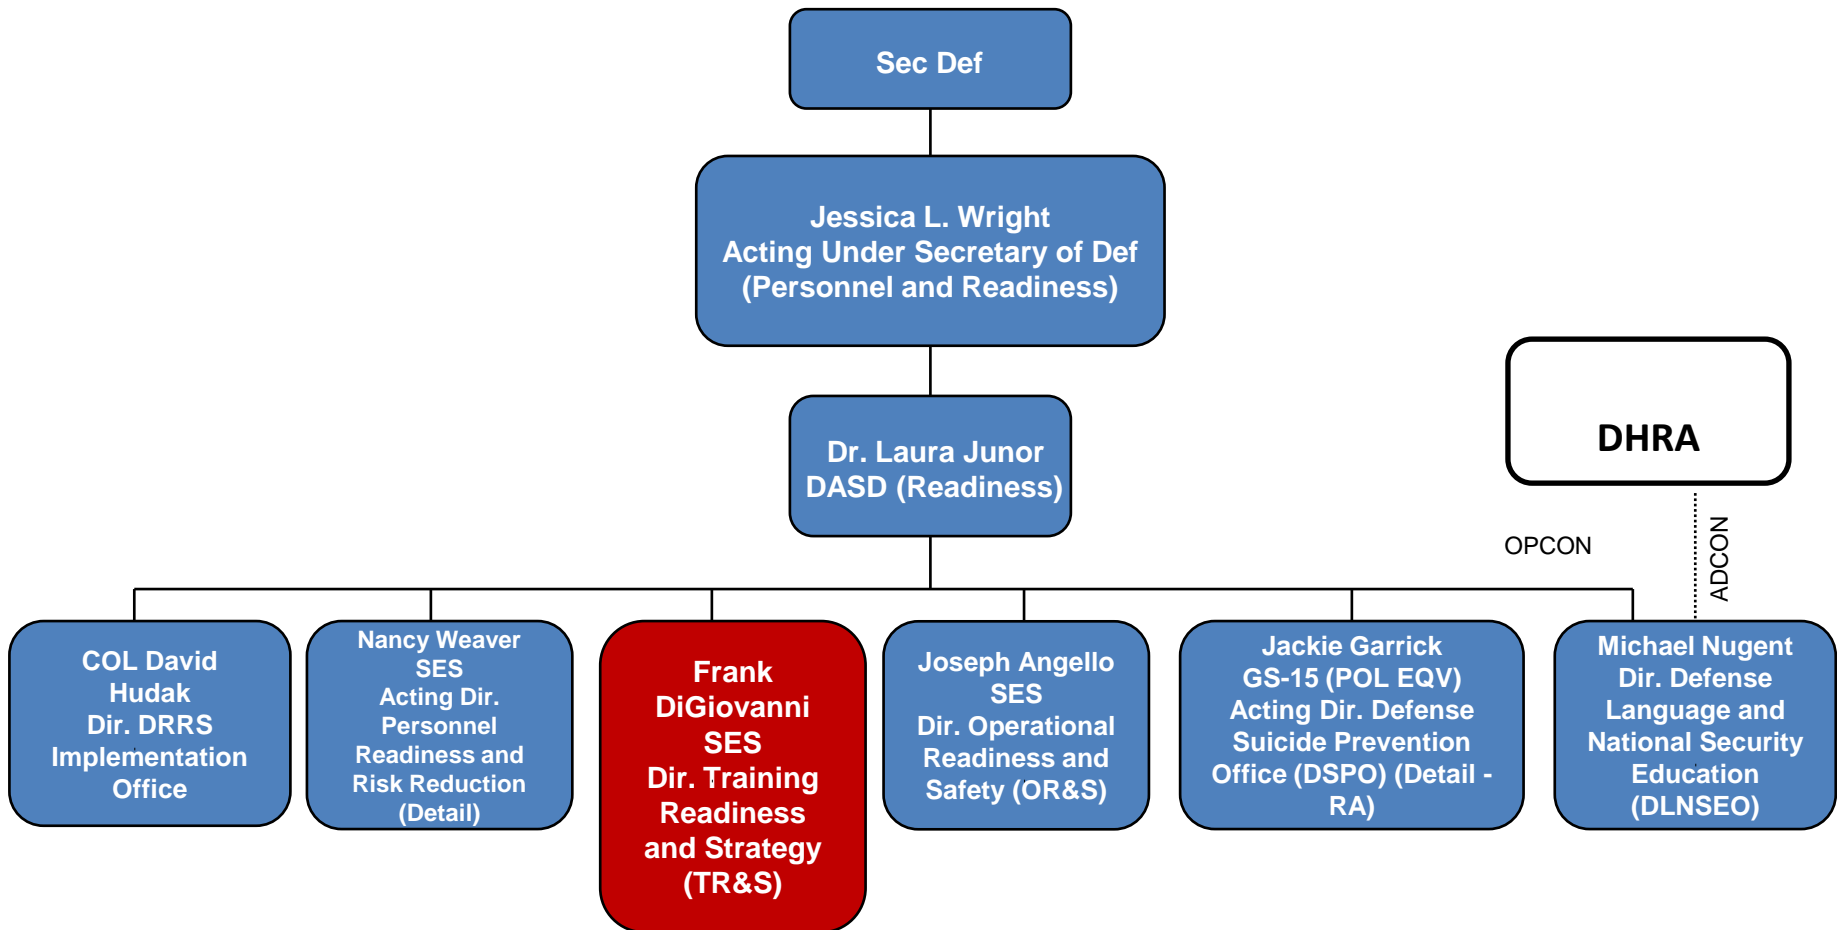 Sec Def
Jessica L. Wright
Acting Under Secretary of Def
(Personnel and Readiness)
Dr. Laura Junor
DASD (Readiness)
DHRA
OPCON
ADCON
COL David
Hudak
Dir. DRRS
Implementation
Office
Nancy Weaver
SES
Acting Dir.
Personnel
Readiness and
Risk Reduction
(Detail)
Frank
DiGiovanni
SES
Dir. Training
Readiness
and Strategy
(TR&S)
Joseph Angello
SES
Dir. Operational
Readiness and
Safety (OR&S)
Jackie Garrick
GS-15 (POL EQV)
Acting Dir. Defense
Suicide Prevention
Office (DSPO) (Detail -
RA)
Michael Nugent
Dir. Defense
Language and
National Security
Education
(DLNSEO)